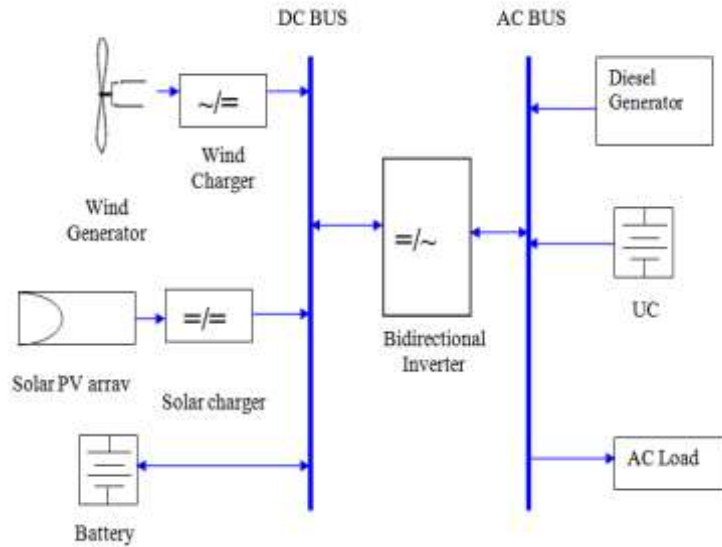 DC BUS
AC BUS
Diesel
Generator
~/=
Wind
Charger
Wind
Generator
=/~
Bidirectional
Inverter
UC
=/=
Solar PV arrav
Solar charger
AC Load
Battery